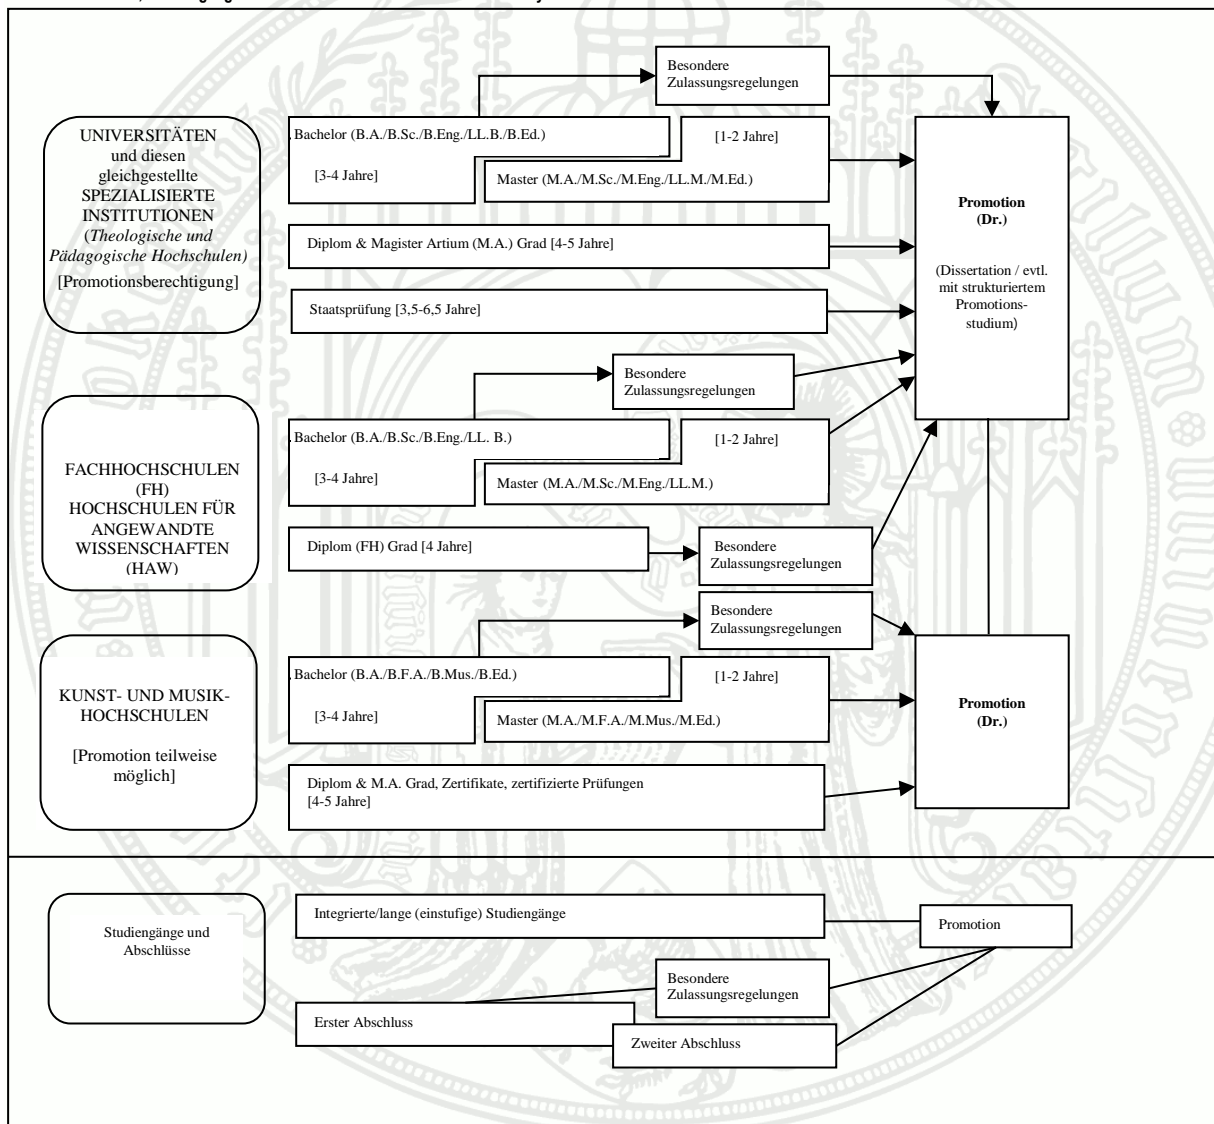 Besondere
Zulassungsregelungen
UNIVERSITÄTEN
und diesen
gleichgestellte
SPEZIALISIERTE
INSTITUTIONEN
(Theologische und
Pädagogische Hochschulen)
[Promotionsberechtigung]
Bachelor (B.A./B.Sc./B.Eng./LL.B./B.Ed.)
[1-2 Jahre]
[3-4 Jahre]
Master (M.A./M.Sc./M.Eng./LL.M./M.Ed.)
Diplom & Magister Artium (M.A.) Grad [4-5 Jahre]
Staatsprüfung [3,5-6,5 Jahre]
Promotion
(Dr.)
(Dissertation / evtl.
mit strukturiertem
Promotions-
studium)
Besondere
Zulassungsregelungen
FACHHOCHSCHULEN
(FH)
HOCHSCHULEN FÜR
ANGEWANDTE
WISSENSCHAFTEN
(HAW)
Bachelor (B.A./B.Sc./B.Eng./LL. B.)
[1-2 Jahre]
[3-4 Jahre]
Master (M.A./M.Sc./M.Eng./LL.M.)
Diplom (FH) Grad [4 Jahre]
Besondere
Zulassungsregelungen
Besondere
Zulassungsregelungen
KUNST- UND MUSIK-
HOCHSCHULEN
[Promotion teilweise
möglich]
Bachelor (B.A./B.F.A./B.Mus./B.Ed.)
[1-2 Jahre]
[3-4 Jahre]
Master (M.A./M.F.A./M.Mus./M.Ed.)
Diplom & M.A. Grad, Zertifikate, zertifizierte Prüfungen
[4-5 Jahre]
Promotion
(Dr.)
Studiengänge und
Abschlüsse
Integrierte/lange (einstufige) Studiengänge
Promotion
Besondere
Zulassungsregelungen
Erster Abschluss
Zweiter Abschluss